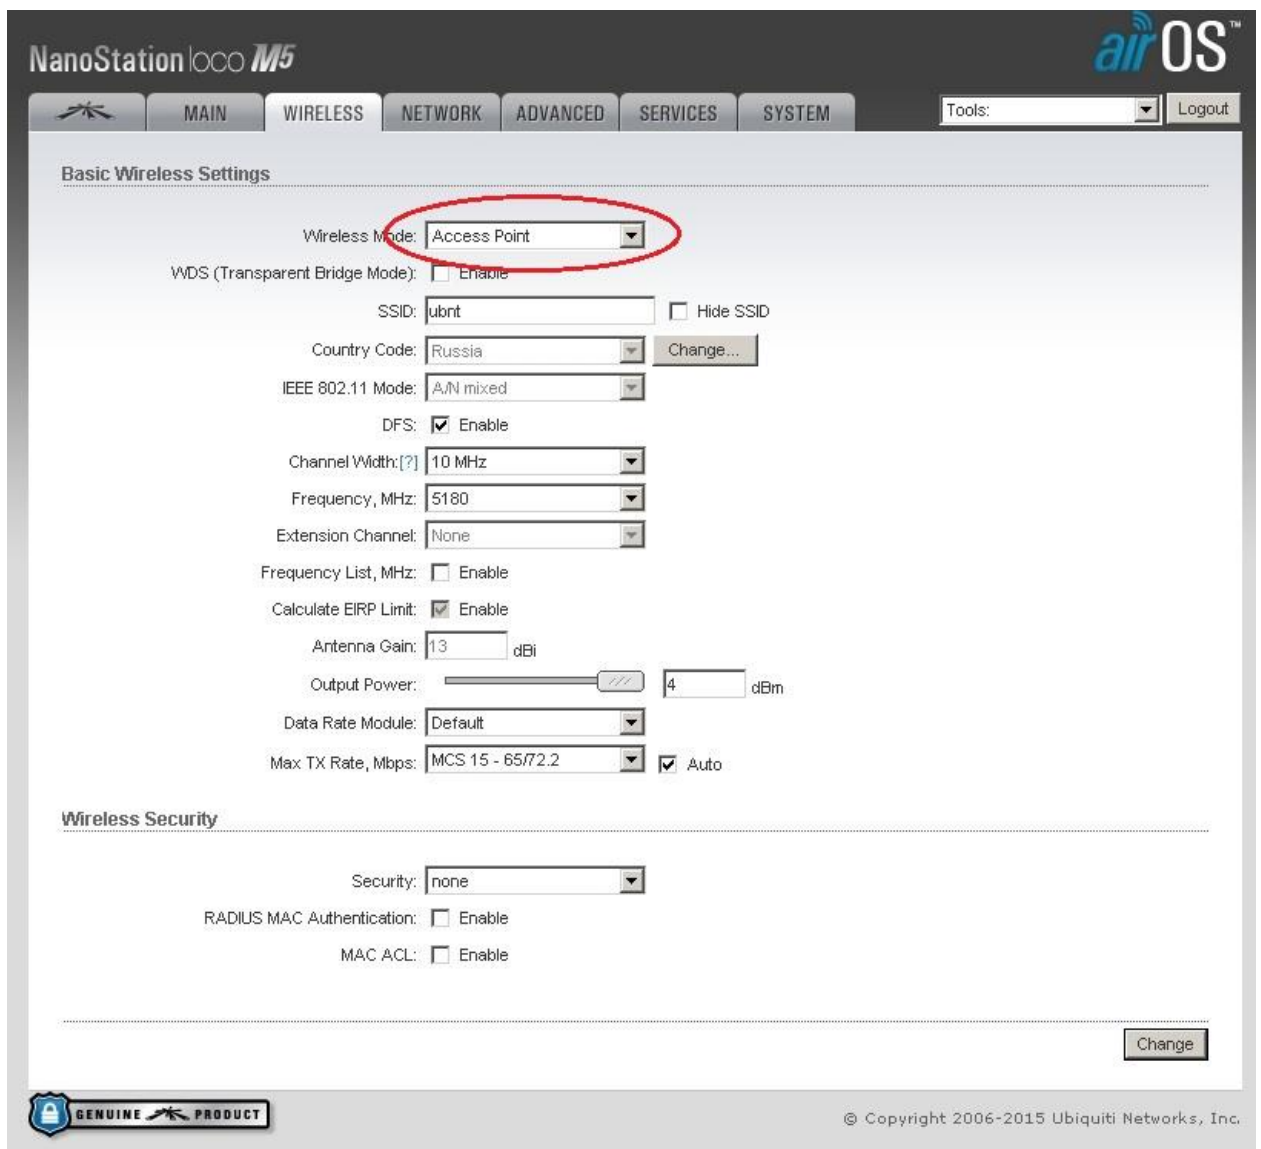 NanoStation loco M5
airOS™
MAIN WIRELESS NETWORK ADVANCED SERVICES SYSTEM Tools: Logout
Basic Wireless Settings
Wireless Mode: Access Point
WDS (Transparent Bridge Mode): Enable
SSID: ubnt Hide SSID
Country Code: Russia Change...
IEEE 802.11 Mode: A/N mixed
DFS: Enable
Channel Width:[?] 10 MHz
Frequency, MHz: 5180
Extension Channel: None
Frequency List, MHz: Enable
Calculate EIRP Limit: Enable
Antenna Gain: 13 dBi
Output Power: 4 dBm
Data Rate Module: Default
Max TX Rate, Mbps: MCS 15 - 65/72.2 Auto
Wireless Security
Security: none
RADIUS MAC Authentication: Enable
MAC ACL: Enable
Change
GENUINE PRODUCT
© Copyright 2006-2015 Ubiquiti Networks, Inc.